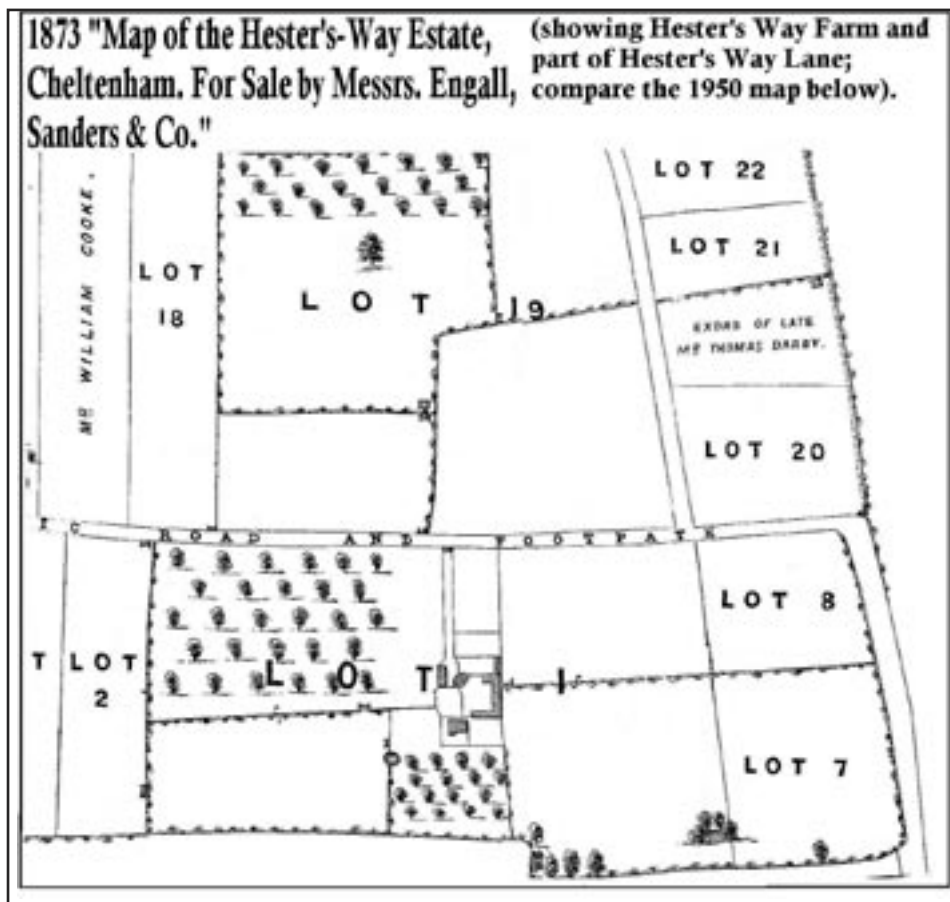 1873 "Map of the Hester's-Way Estate,
Cheltenham. For Sale by Messrs. Engall,
Sanders & Co."
(showing Hester's Way Farm and
part of Hester's Way Lane;
compare the 1950 map below).
MR WILLIAM COOKE.
LOT
18
LOT 19
LOT 22
LOT 21
EXORS OF LATE
MR THOMAS DARBY.
LOT 20
IC ROAD AND FOOTPATH
T
LOT
2
LOT 1
LOT 8
LOT 7